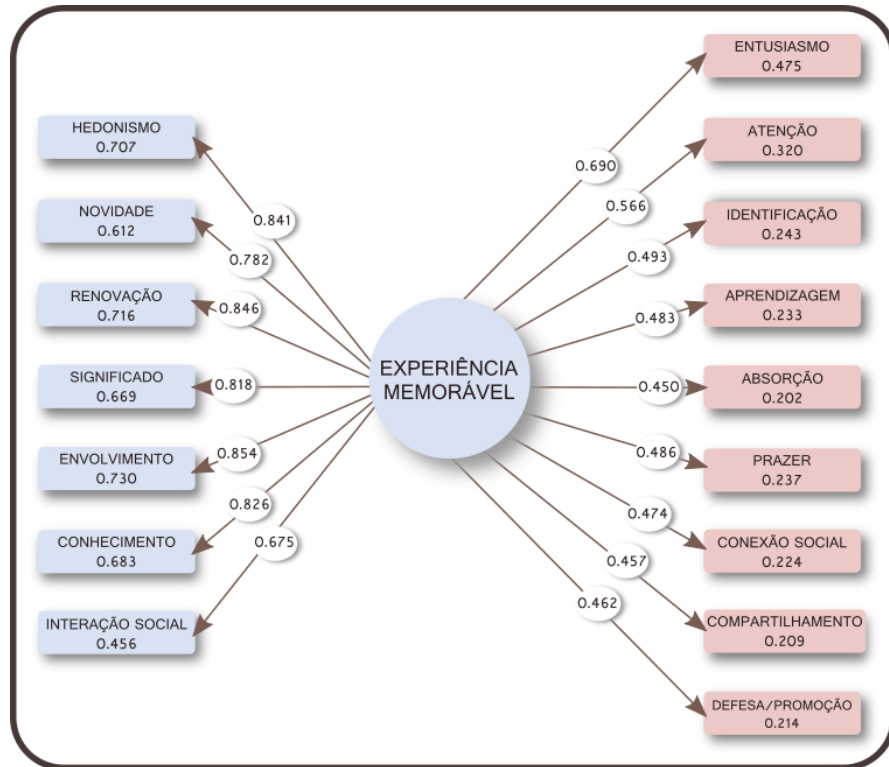 HEDONISMO
0.707
NOVIDADE
0.612
RENOVAÇÃO
0.716
SIGNIFICADO
0.669
ENVOLVIMENTO
0.730
CONHECIMENTO
0.683
INTERAÇÃO SOCIAL
0.456
0.841
0.782
0.846
0.818
0.854
0.826
0.675
EXPERIÊNCIA
MEMORÁVEL
0.690
0.566
0.493
0.483
0.450
0.486
0.474
0.457
0.462
ENTUSIASMO
0.475
ATENÇÃO
0.320
IDENTIFICAÇÃO
0.243
APRENDIZAGEM
0.233
ABSORÇÃO
0.202
PRAZER
0.237
CONEXÃO SOCIAL
0.224
COMPARTILHAMENTO
0.209
DEFESA/PROMOÇÃO
0.214